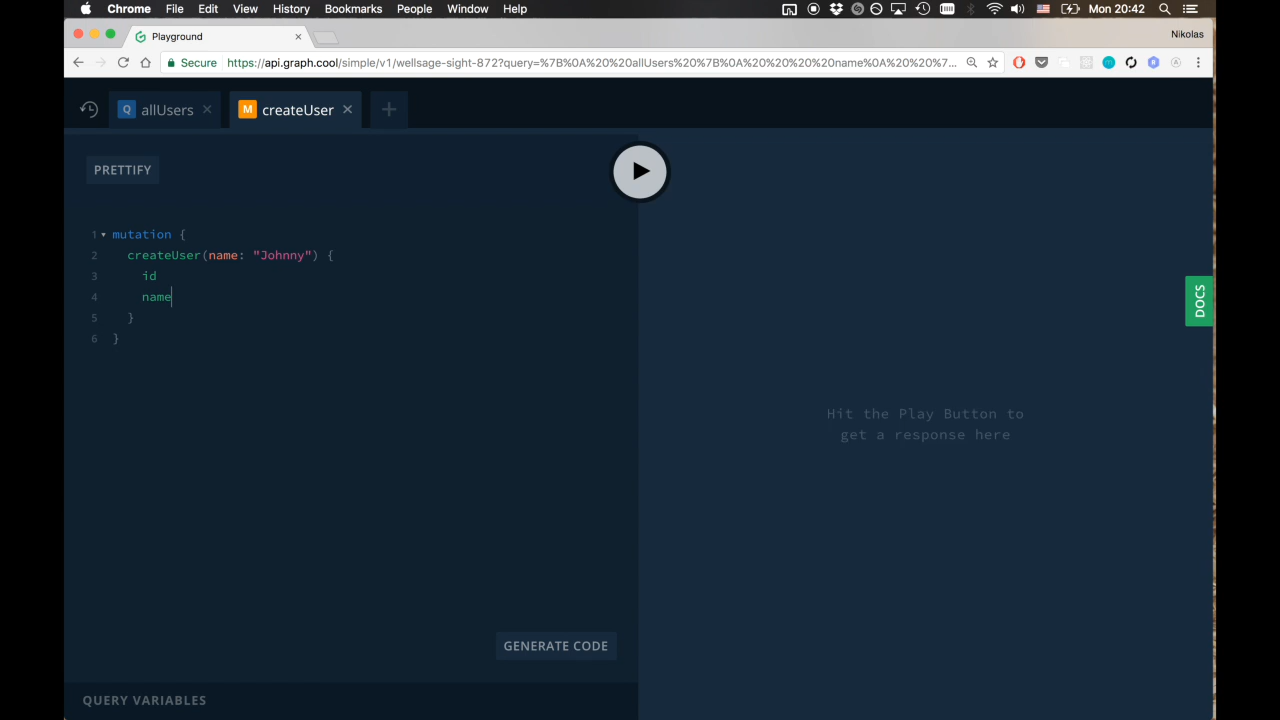 Chrome File Edit View History Bookmarks People Window Help Mon 20:42
Playground Nikolas
Secure https://api.graph.cool/simple/v1/wellsage-sight-872?query=%7B%0A%20%20allUsers%20%7B%0A%20%20%20%20name%0A%20%20%7...
Q allUsers M createUser
PRETTIFY
1 mutation {
2 createUser(name: "Johnny") {
3 id
4 name
5 }
6 }
DOCS
Hit the Play Button to
get a response here
GENERATE CODE
QUERY VARIABLES